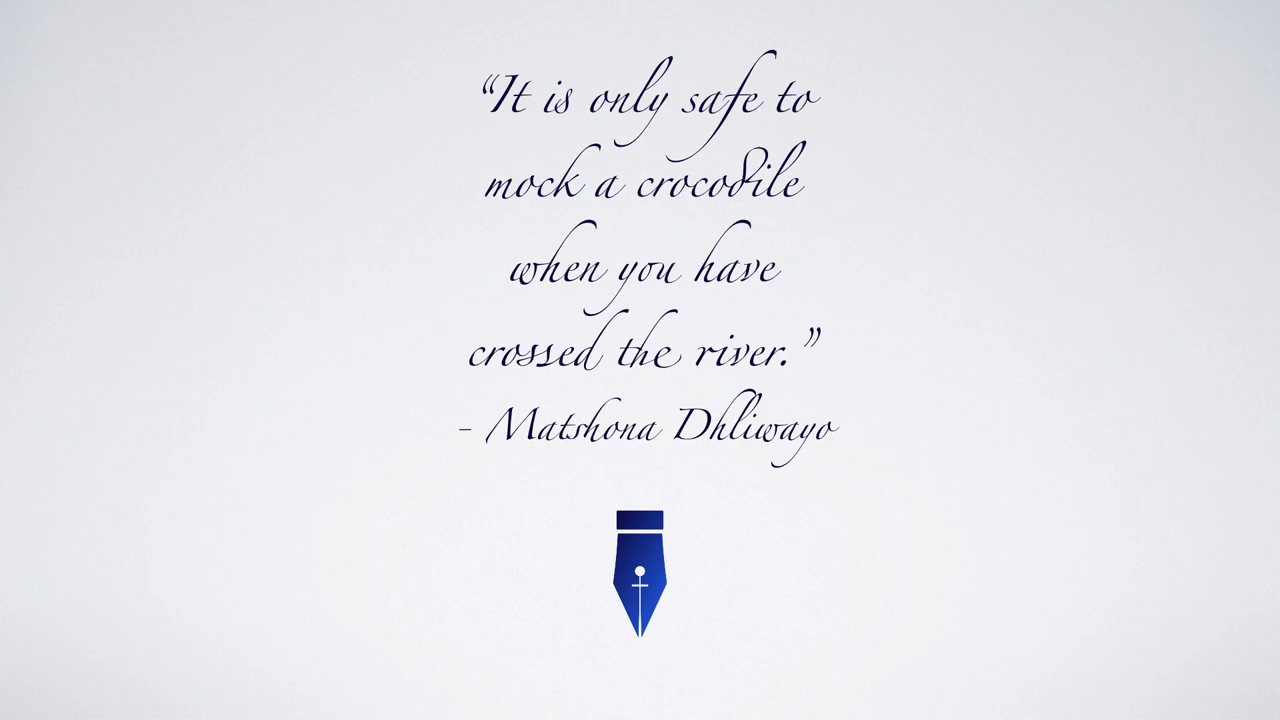 “It is only safe to
mock a crocodile
when you have
crossed the river.”
- Matshona Dhliwayo